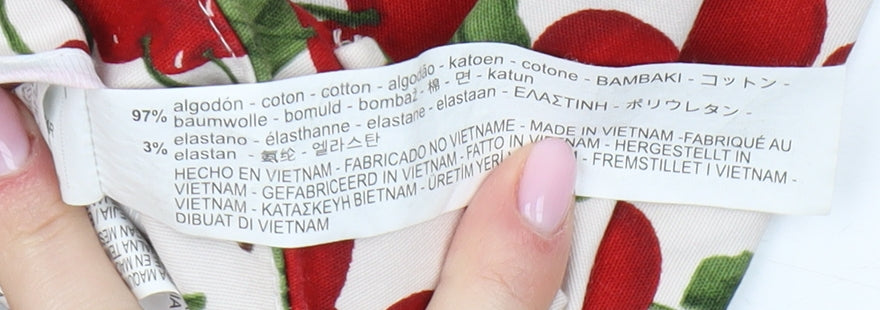 97% algodón - coton - cotton - algodão - katoen - cotone - BAMBAKI - コットン -
baumwolle - bomuld - bombaž - 棉 - 면 - katun
3% elastano - élasthanne - elastane - elastaan - ΕΛΑΣΤΙΝΗ - ポリウレタン -
elastan - 氨纶 - 엘라스탄
HECHO EN VIETNAM - FABRICADO NO VIETNAME - MADE IN VIETNAM -FABRIQUÉ AU
VIETNAM - GEFABRICEERD IN VIETNAM - FATTO IN VIETNAM - HERGESTELLT IN
VIETNAM - ΚΑΤΑΣΚΕΥΗ ΒΙΕΤΝΑΜ - ÜRETİM YERİ - FREMSTILLET I VIETNAM -
DIBUAT DI VIETNAM